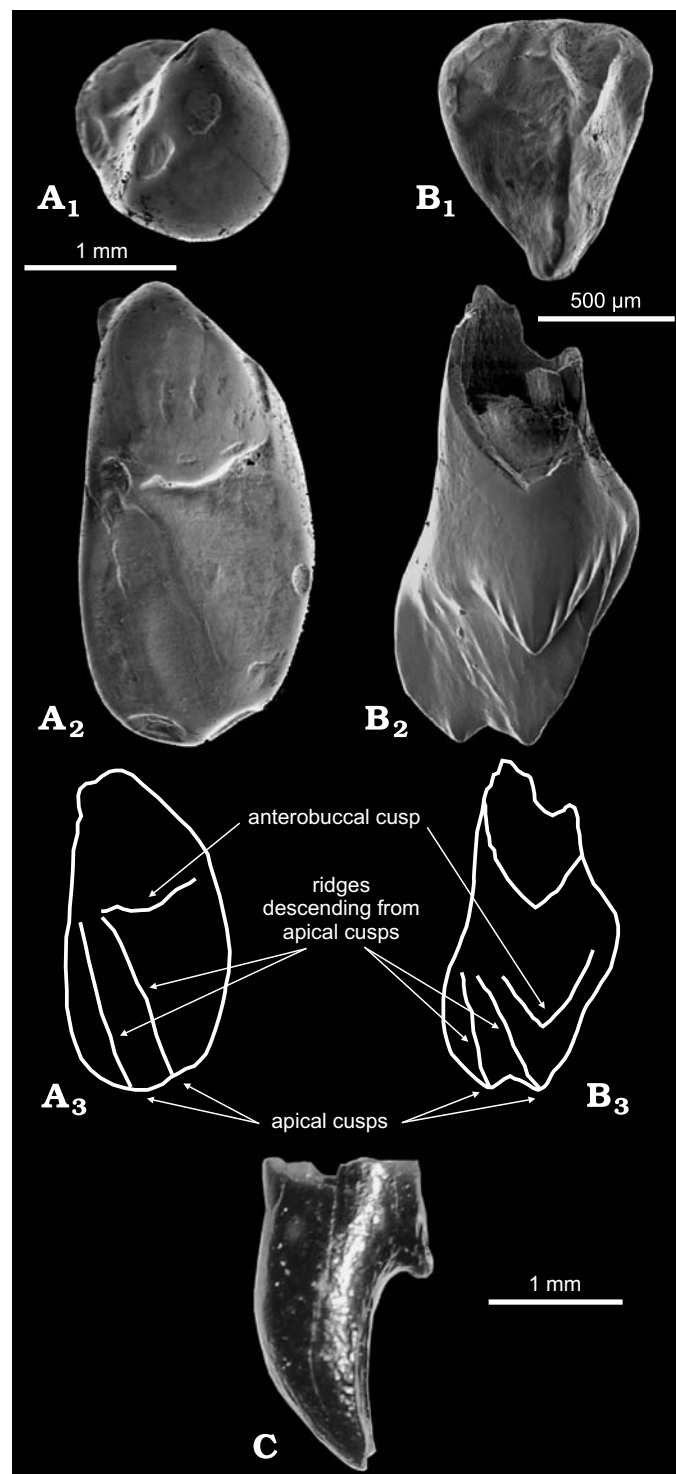 A1
B1
1 mm
500 µm
A2
B2
anterobuccal cusp
ridges
descending from
apical cusps
A3
B3
apical cusps
1 mm
C